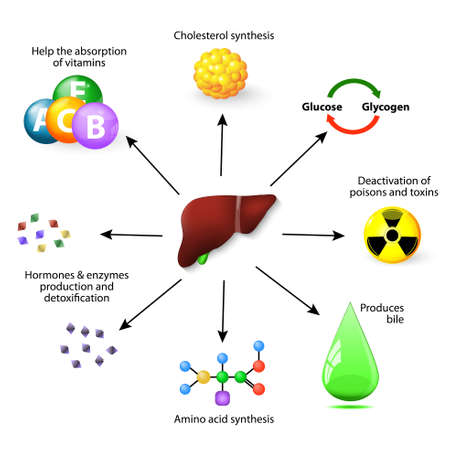 Cholesterol synthesis
Help the absorption
of vitamins
E
A C B
Glucose Glycogen
Deactivation of
poisons and toxins
Hormones & enzymes
production and
detoxification
Produces
bile
Amino acid synthesis